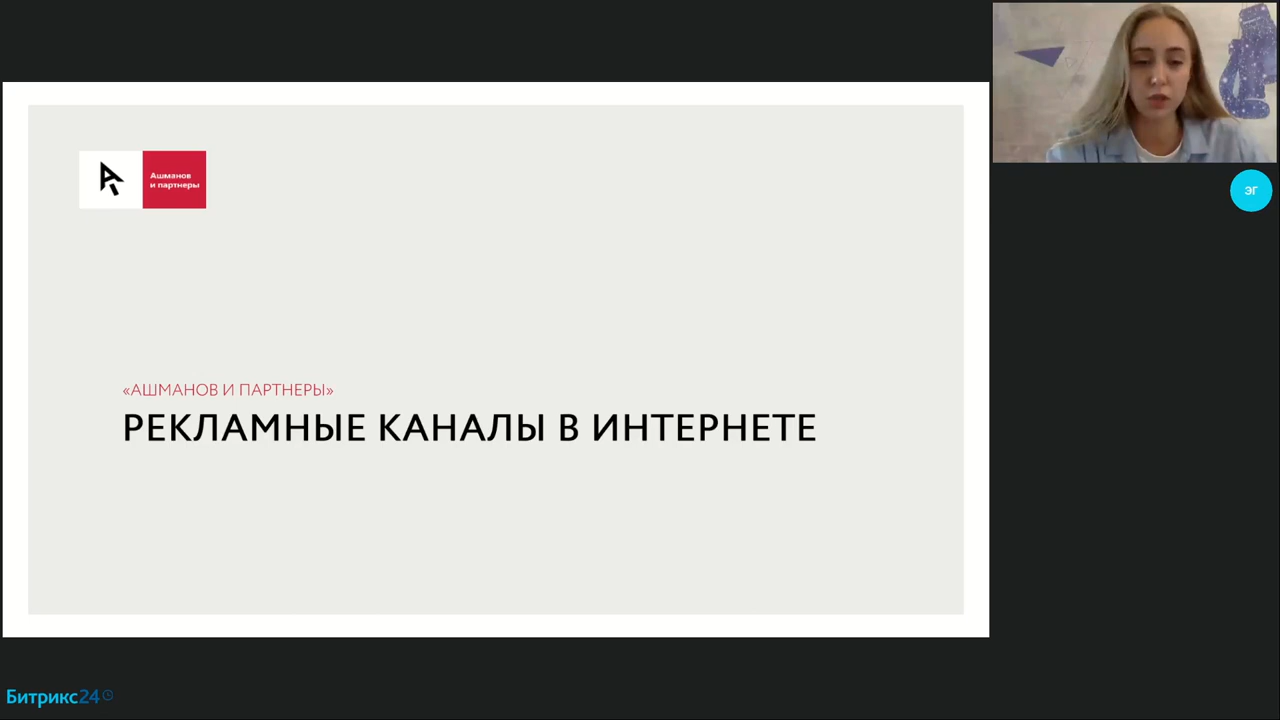 Ашманов
и партнеры
«АШМАНОВ И ПАРТНЕРЫ»
РЕКЛАМНЫЕ КАНАЛЫ В ИНТЕРНЕТЕ
ЭГ
Битрикс24